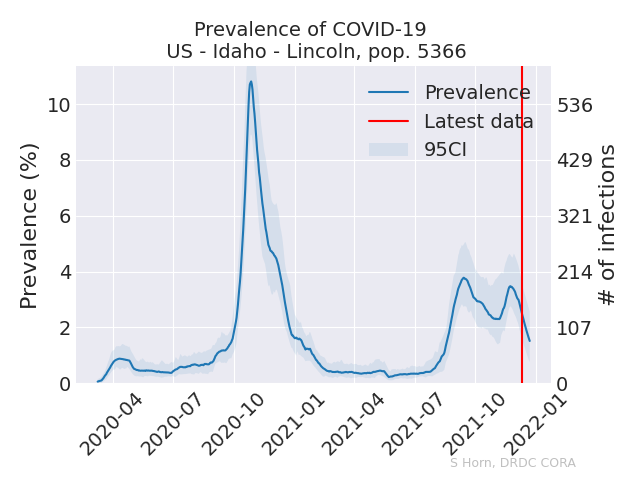 Prevalence of COVID-19
US - Idaho - Lincoln, pop. 5366
Prevalence
Latest data
95CI
Prevalence (%)
10
8
6
4
2
0
# of infections
536
429
321
214
107
0
2020-04
2020-07
2020-10
2021-01
2021-04
2021-07
2021-10
2022-01
S Horn, DRDC CORA